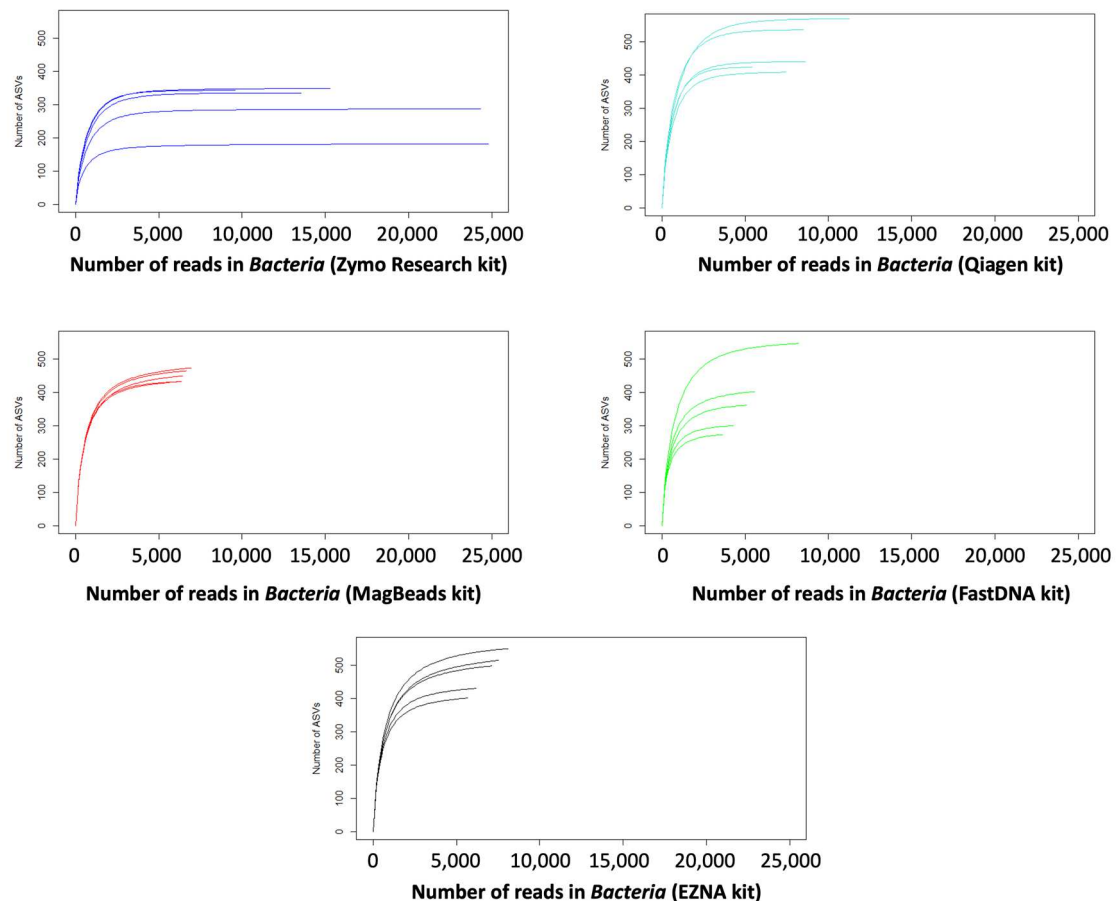 Number of ASVs
500
400
300
200
100
0
0 5,000 10,000 15,000 20,000 25,000
Number of reads in Bacteria (Zymo Research kit)
Number of ASVs
500
400
300
200
100
0
0 5,000 10,000 15,000 20,000 25,000
Number of reads in Bacteria (Qiagen kit)
Number of ASVs
500
400
300
200
100
0
0 5,000 10,000 15,000 20,000 25,000
Number of reads in Bacteria (MagBeads kit)
Number of ASVs
500
400
300
200
100
0
0 5,000 10,000 15,000 20,000 25,000
Number of reads in Bacteria (FastDNA kit)
Number of ASVs
500
400
300
200
100
0
0 5,000 10,000 15,000 20,000 25,000
Number of reads in Bacteria (EZNA kit)